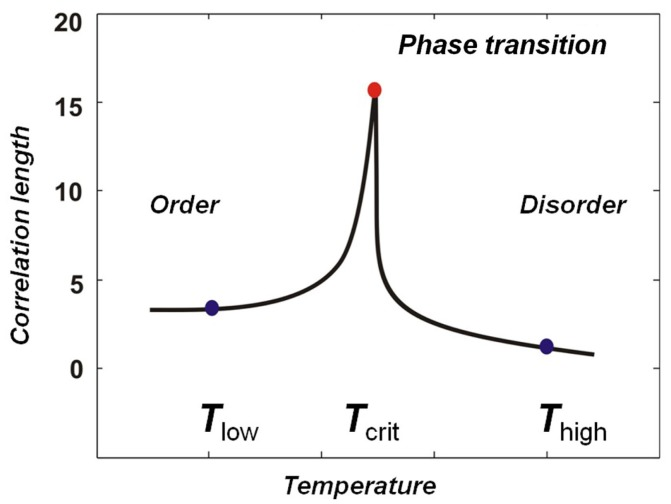 20
Phase transition
15
10
Order
Disorder
5
0
Correlation length
Tlow
Tcrit
Thigh
Temperature